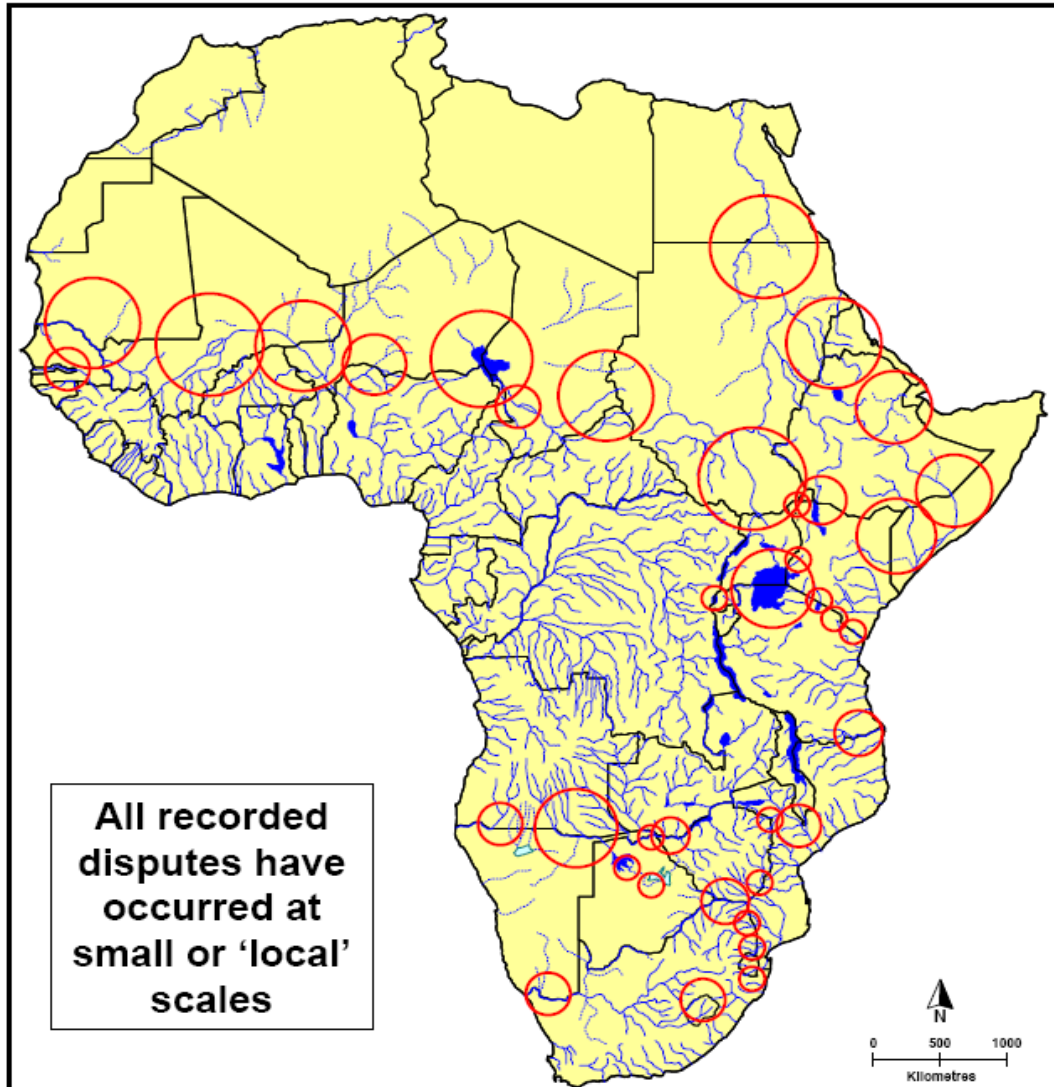 All recorded
disputes have
occurred at
small or ‘local’
scales
N
0 500 1000
Kilometres